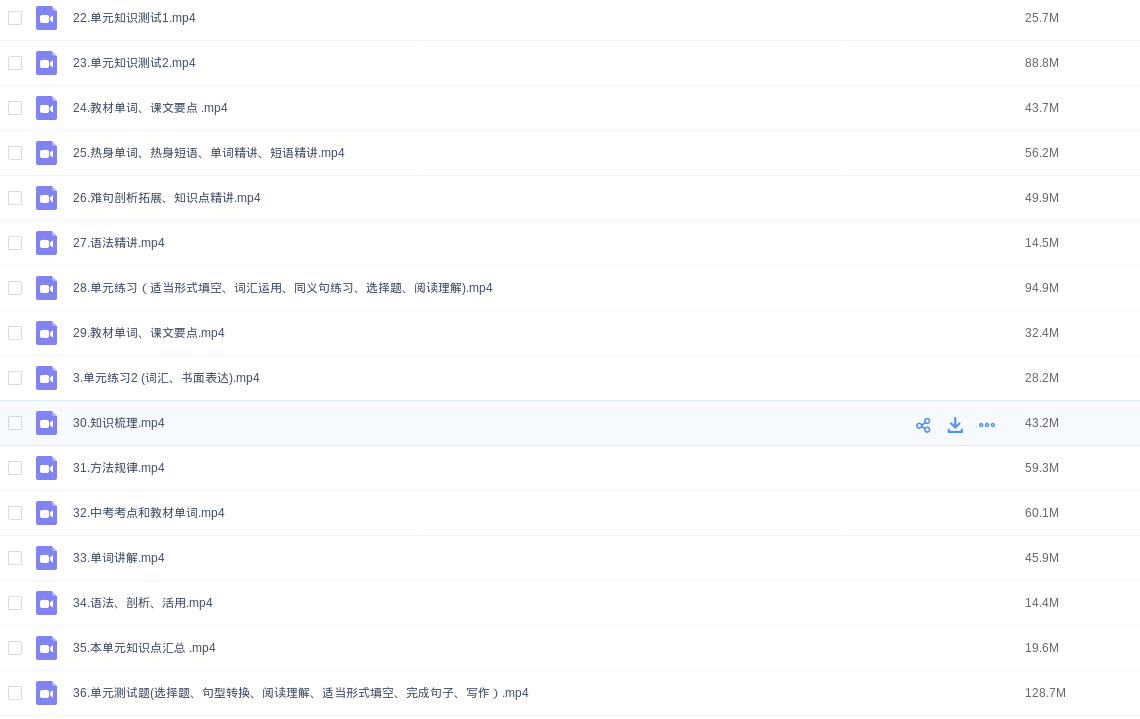 22.单元知识测试1.mp4 25.7M
23.单元知识测试2.mp4 88.8M
24.教材单词、课文要点 .mp4 43.7M
25.热身单词、热身短语、单词精讲、短语精讲.mp4 56.2M
26.难句剖析拓展、知识点精讲.mp4 49.9M
27.语法精讲.mp4 14.5M
28.单元练习（适当形式填空、词汇运用、同义句练习、选择题、阅读理解).mp4 94.9M
29.教材单词、课文要点.mp4 32.4M
3.单元练习2 (词汇、书面表达).mp4 28.2M
30.知识梳理.mp4 43.2M
31.方法规律.mp4 59.3M
32.中考考点和教材单词.mp4 60.1M
33.单词讲解.mp4 45.9M
34.语法、剖析、活用.mp4 14.4M
35.本单元知识点汇总 .mp4 19.6M
36.单元测试题(选择题、句型转换、阅读理解、适当形式填空、完成句子、写作）.mp4 128.7M